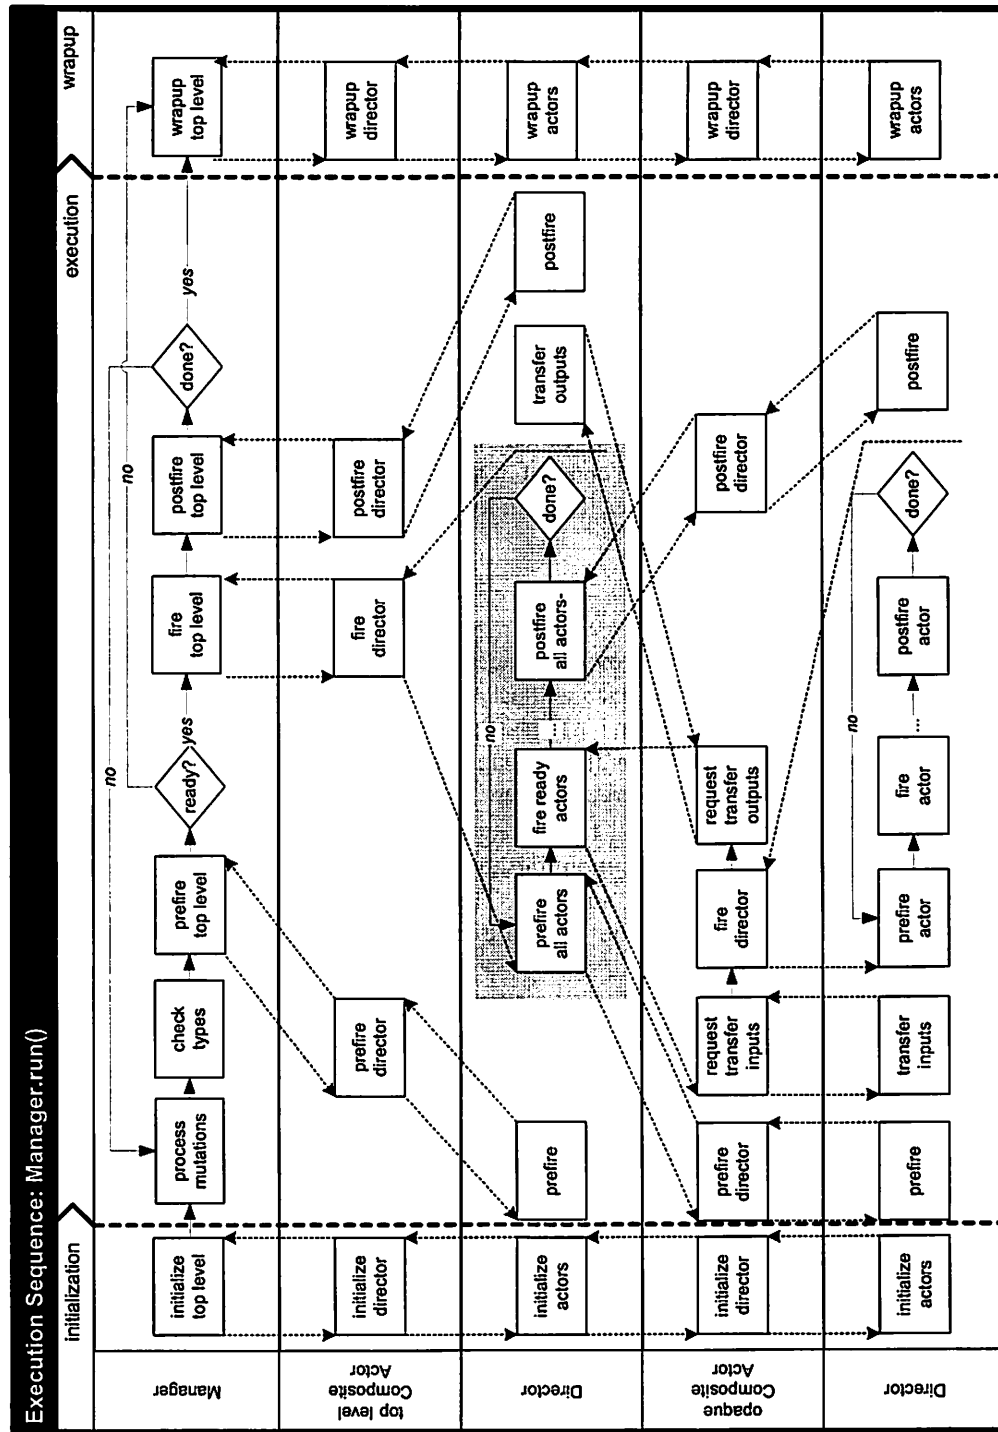 Execution Sequence: Manager.run()
initialization
execution
wrapup
Manager
initialize
top level
process
mutations
check
types
prefire
top level
ready?
yes
no
no
fire
top level
postfire
top level
done?
yes
wrapup
top level
top level
Composite
Actor
initialize
director
prefire
director
fire
director
postfire
director
wrapup
director
Director
initialize
actors
prefire
prefire
all actors
fire ready
actors
...
no
postfire
all actors-
done?
transfer
outputs
postfire
wrapup
actors
opaque
Composite
Actor
initialize
director
prefire
director
request
transfer
inputs
fire
director
request
transfer
outputs
postfire
director
wrapup
director
Director
initialize
actors
prefire
transfer
inputs
prefire
actor
fire
actor
...
no
postfire
actor
done?
postfire
wrapup
actors